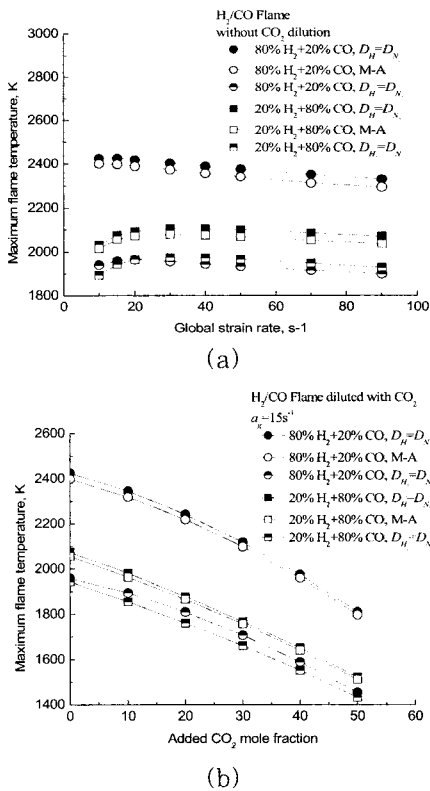 H2/CO Flame
without CO2 dilution
80% H2+20% CO, DH=DN
80% H2+20% CO, M-A
80% H2+20% CO, DH=DN
20% H2+80% CO, DH=DN
20% H2+80% CO, M-A
20% H2+80% CO, DH=DN
Maximum flame temperature, K
3000
2800
2600
2400
2200
2000
1800
0 20 40 60 80 100
Global strain rate, s-1
(a)
H2/CO Flame diluted with CO2
ag=15s-1
80% H2+20% CO, DH=DN
80% H2+20% CO, M-A
80% H2+20% CO, DH=DN
20% H2+80% CO, DH=DN
20% H2+80% CO, M-A
20% H2+80% CO, DH=DN
Maximum flame temperature, K
2600
2400
2200
2000
1800
1600
1400
0 10 20 30 40 50 60
Added CO2 mole fraction
(b)